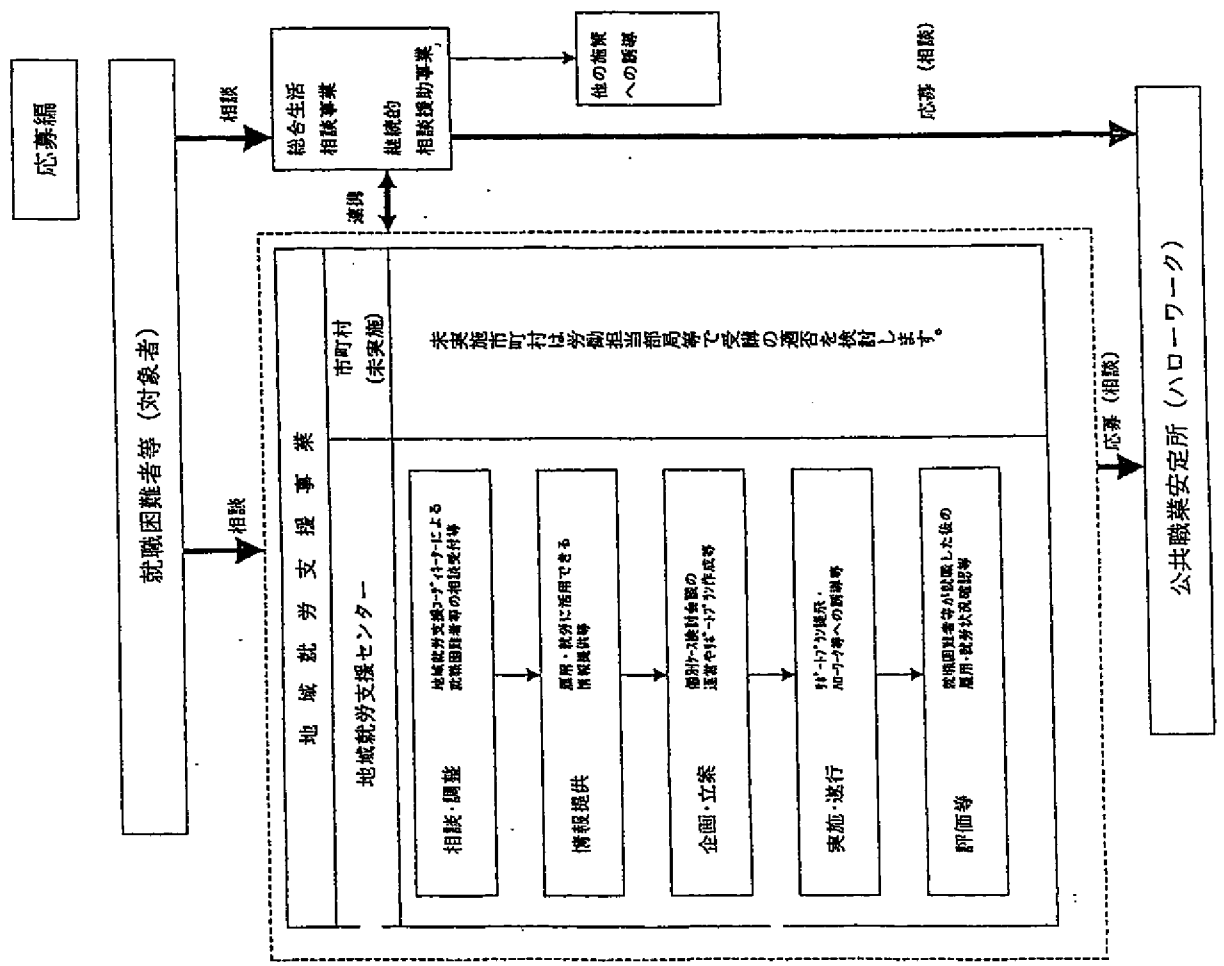 応募編
就職困難者等（対象者）
相談
相談
総合生活
相談事業
継続的
相談援助事業，
他の施策
への誘導
連携
地域就労支援事業
地域就労支援センター
市町村
(未実施)
相談・調整
地域就労支援ｺｰﾃﾞｨﾈｰﾀｰによる
就職困難者等の相談受付等
情報提供
雇用・就労に活用できる
情報提供等
企画・立案
個別ｹｰｽ検討会議の
運営やｻﾎﾟｰﾄﾌﾟﾗﾝ作成等
実施・遂行
ｻﾎﾟｰﾄﾌﾟﾗﾝ提示・
ﾊﾛｰﾜｰｸ等への誘導等
評価等
就職困難者等が就職した後の
雇用・就労状況確認等
未実施市町村は労働担当部局等で受講の適否を検討します。
応募（相談）
応募（相談）
公共職業安定所（ハローワーク）